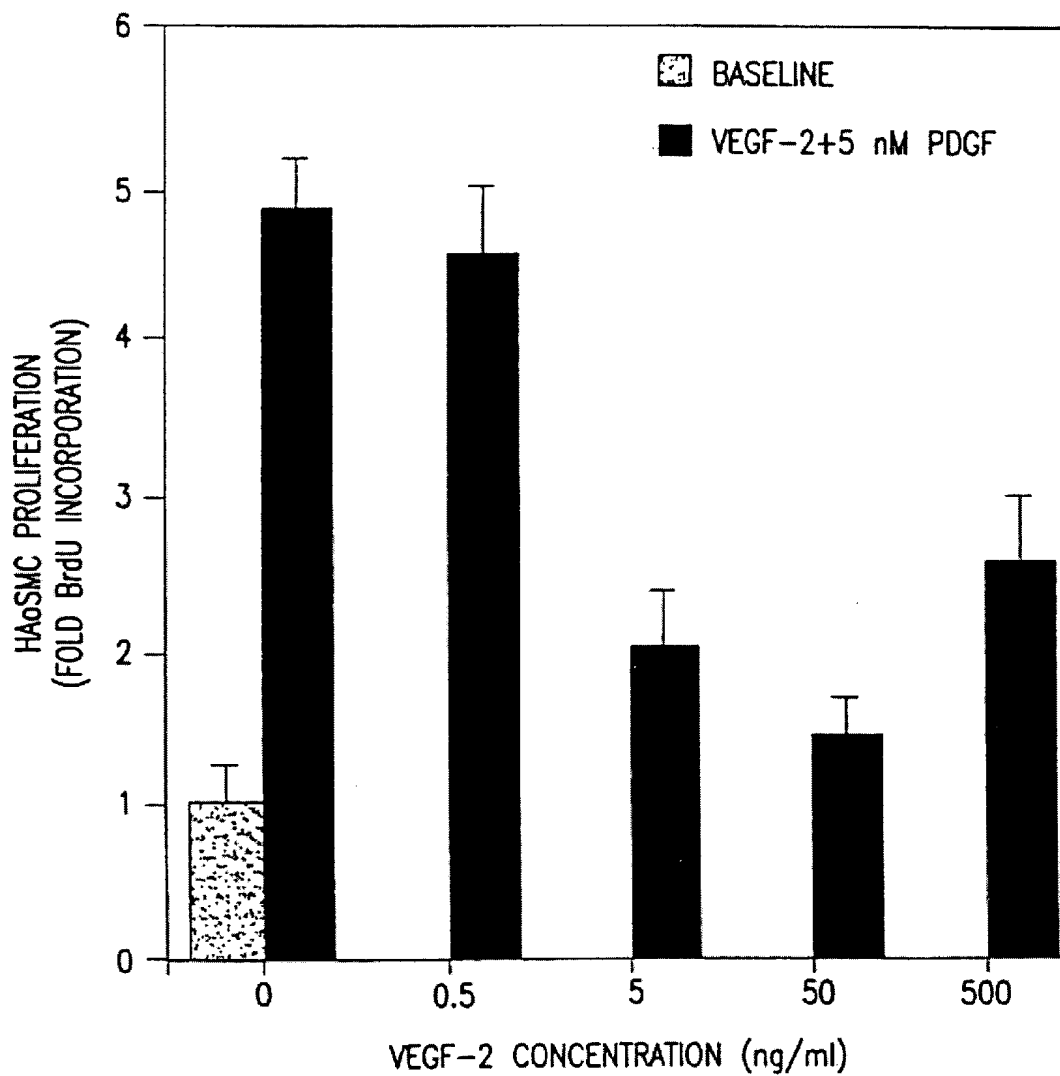 6
5
4
3
2
1
0
HAoSMC PROLIFERATION
(FOLD BrdU INCORPORATION)
BASELINE
VEGF-2+5 nM PDGF
0 0.5 5 50 500
VEGF-2 CONCENTRATION (ng/ml)